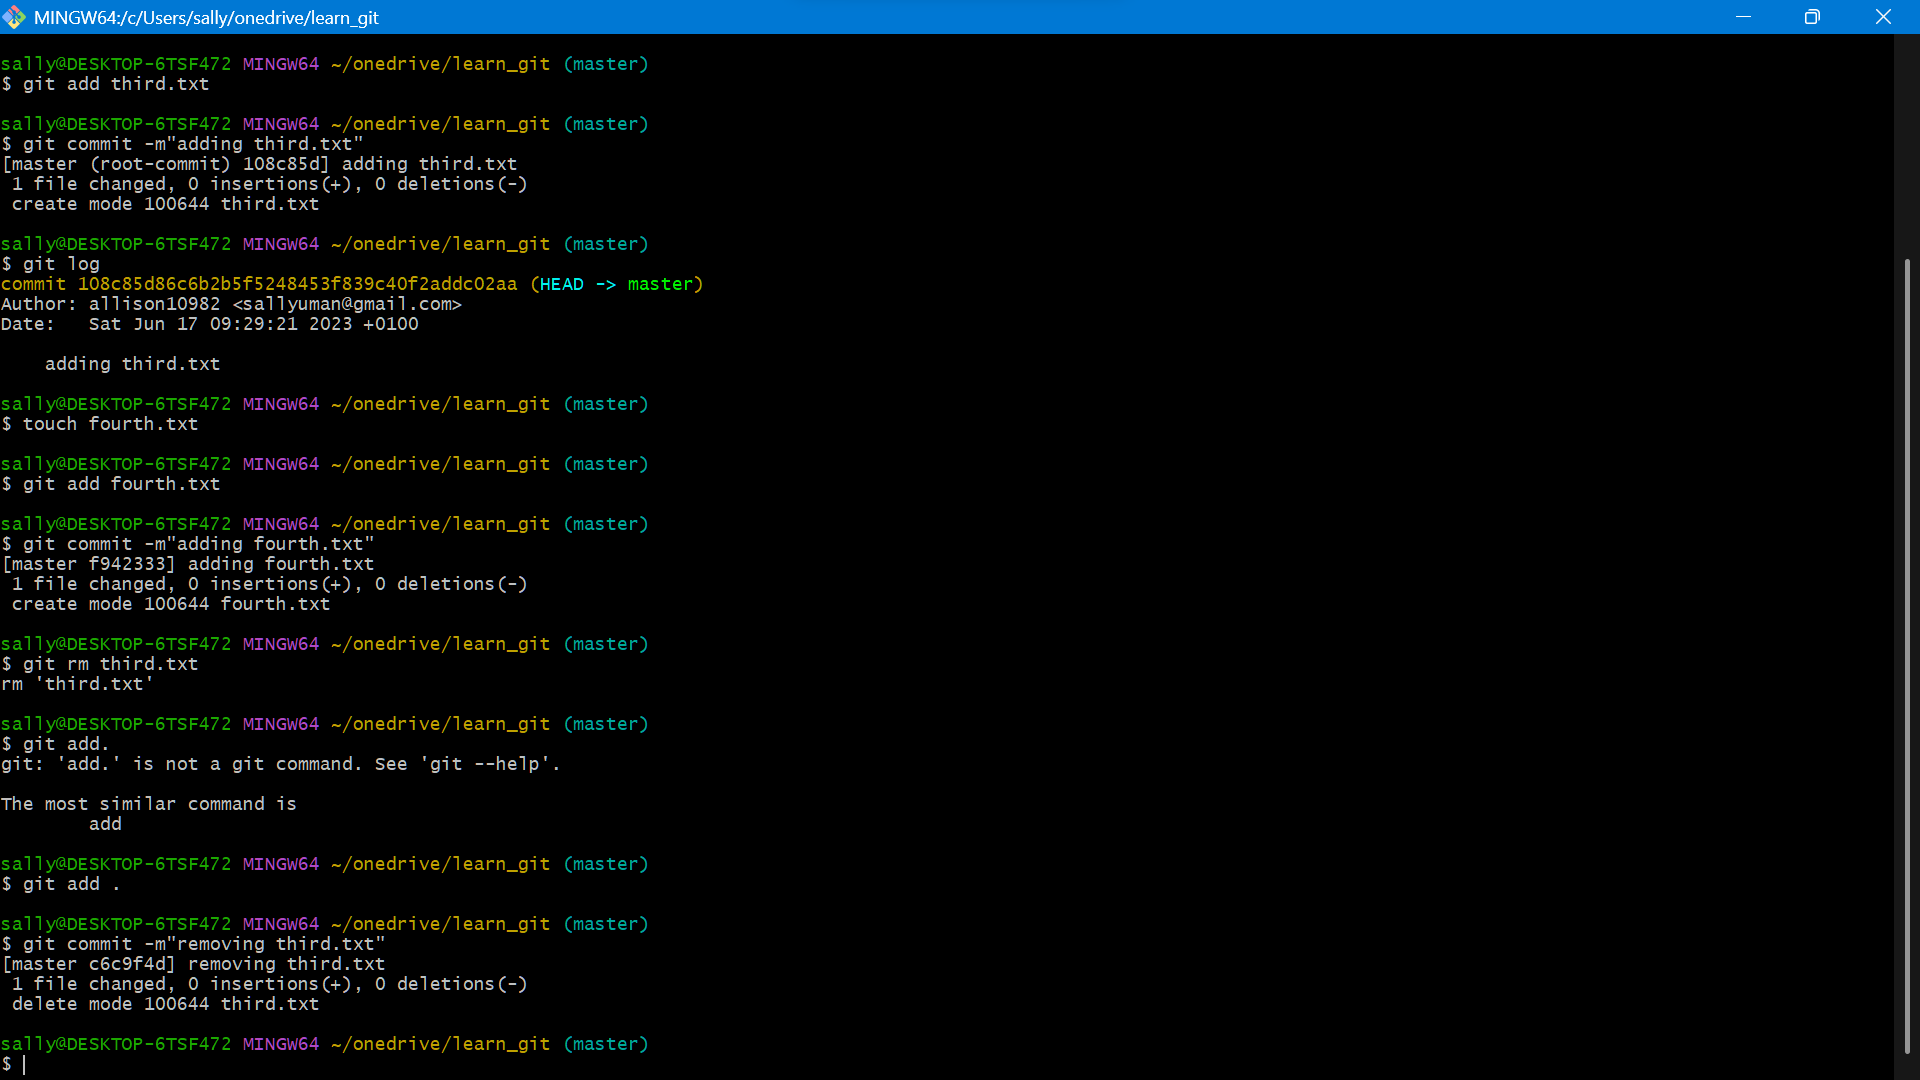 MINGW64:/c/Users/sally/onedrive/learn_git
sally@DESKTOP-6TSF472 MINGW64 ~/onedrive/learn_git (master)
$ git add third.txt
sally@DESKTOP-6TSF472 MINGW64 ~/onedrive/learn_git (master)
$ git commit -m"adding third.txt"
[master (root-commit) 108c85d] adding third.txt
 1 file changed, 0 insertions(+), 0 deletions(-)
 create mode 100644 third.txt
sally@DESKTOP-6TSF472 MINGW64 ~/onedrive/learn_git (master)
$ git log
commit 108c85d86c6b2b5f5248453f839c40f2addc02aa (HEAD -> master)
Author: allison10982 <sallyuman@gmail.com>
Date:   Sat Jun 17 09:29:21 2023 +0100
    adding third.txt
sally@DESKTOP-6TSF472 MINGW64 ~/onedrive/learn_git (master)
$ touch fourth.txt
sally@DESKTOP-6TSF472 MINGW64 ~/onedrive/learn_git (master)
$ git add fourth.txt
sally@DESKTOP-6TSF472 MINGW64 ~/onedrive/learn_git (master)
$ git commit -m"adding fourth.txt"
[master f942333] adding fourth.txt
 1 file changed, 0 insertions(+), 0 deletions(-)
 create mode 100644 fourth.txt
sally@DESKTOP-6TSF472 MINGW64 ~/onedrive/learn_git (master)
$ git rm third.txt
rm 'third.txt'
sally@DESKTOP-6TSF472 MINGW64 ~/onedrive/learn_git (master)
$ git add.
git: 'add.' is not a git command. See 'git --help'.
The most similar command is
        add
sally@DESKTOP-6TSF472 MINGW64 ~/onedrive/learn_git (master)
$ git add .
sally@DESKTOP-6TSF472 MINGW64 ~/onedrive/learn_git (master)
$ git commit -m"removing third.txt"
[master c6c9f4d] removing third.txt
 1 file changed, 0 insertions(+), 0 deletions(-)
 delete mode 100644 third.txt
sally@DESKTOP-6TSF472 MINGW64 ~/onedrive/learn_git (master)
$